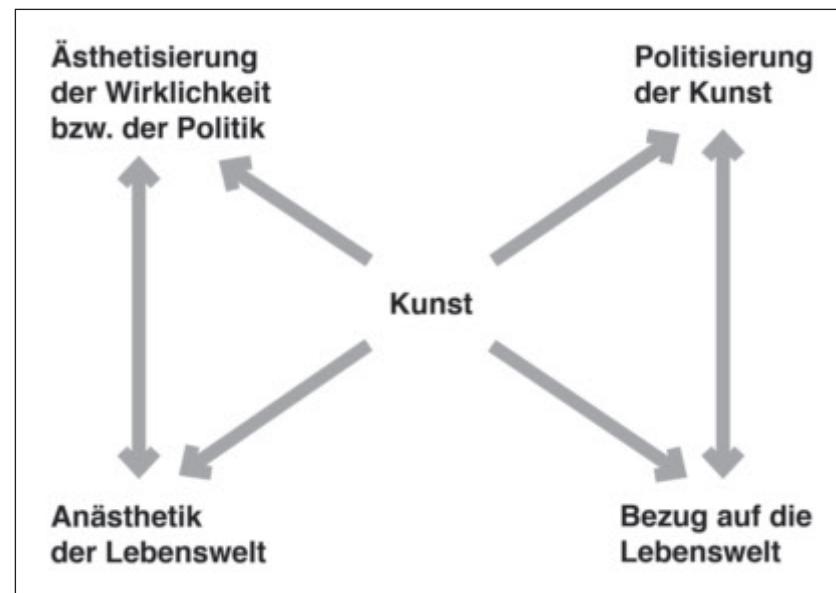 Ästhetisierung
der Wirklichkeit
bzw. der Politik
Politisierung
der Kunst
Kunst
Anästhetik
der Lebenswelt
Bezug auf die
Lebenswelt